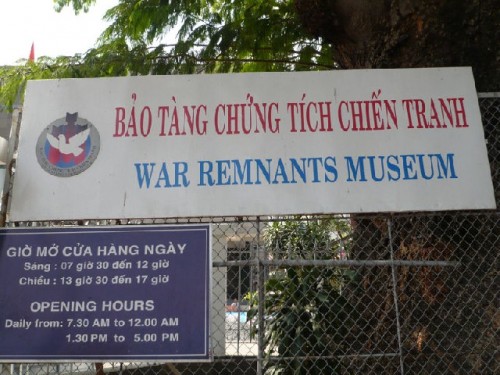 BẢO TÀNG CHỨNG TÍCH CHIẾN TRANH
WAR REMNANTS MUSEUM
GIỜ MỞ CỬA HÀNG NGÀY
Sáng : 07 giờ 30 đến 12 giờ
Chiều : 13 giờ 30 đến 17 giờ
OPENING HOURS
Daily from: 7.30 AM to 12.00 AM
1.30 PM to 5.00 PM